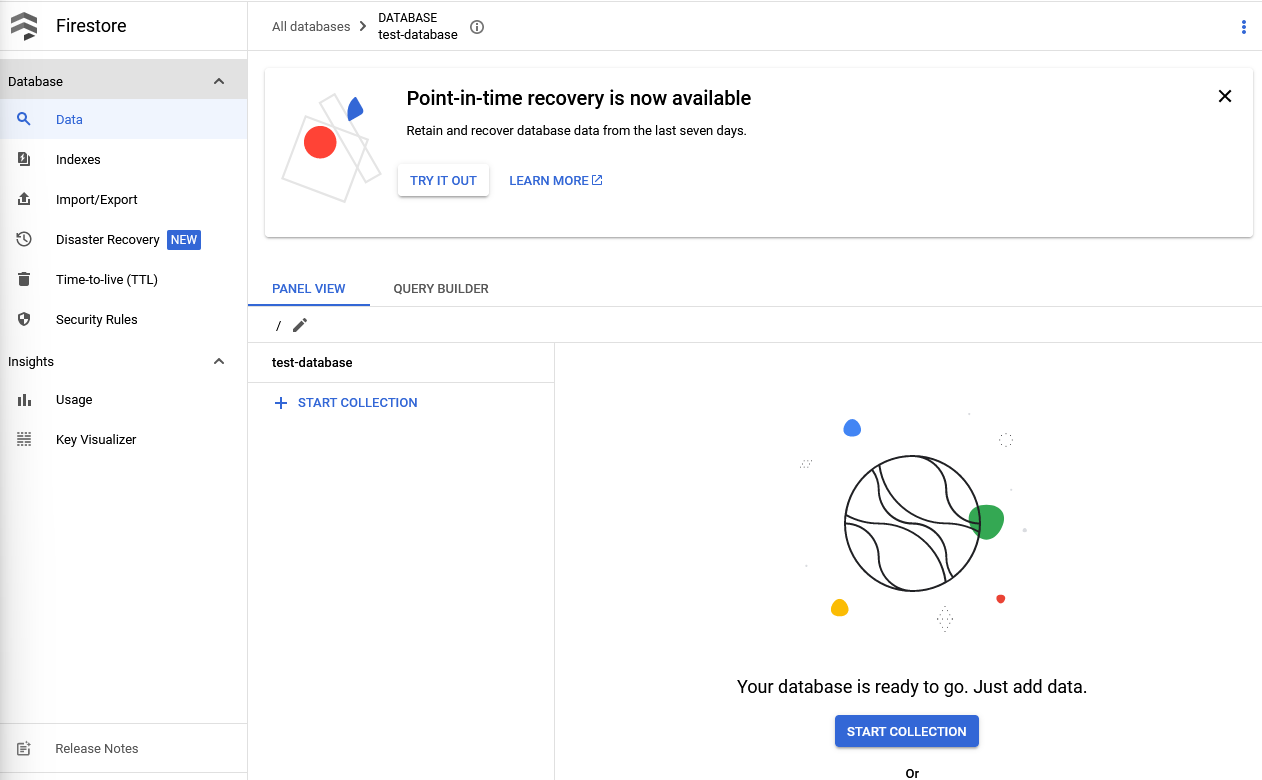 Firestore
Database
Data
Indexes
Import/Export
Disaster Recovery NEW
Time-to-live (TTL)
Security Rules
Insights
Usage
Key Visualizer
Release Notes
All databases
DATABASE
test-database
Point-in-time recovery is now available
Retain and recover database data from the last seven days.
TRY IT OUT LEARN MORE
PANEL VIEW QUERY BUILDER
/
test-database
START COLLECTION
Your database is ready to go. Just add data.
START COLLECTION
Or